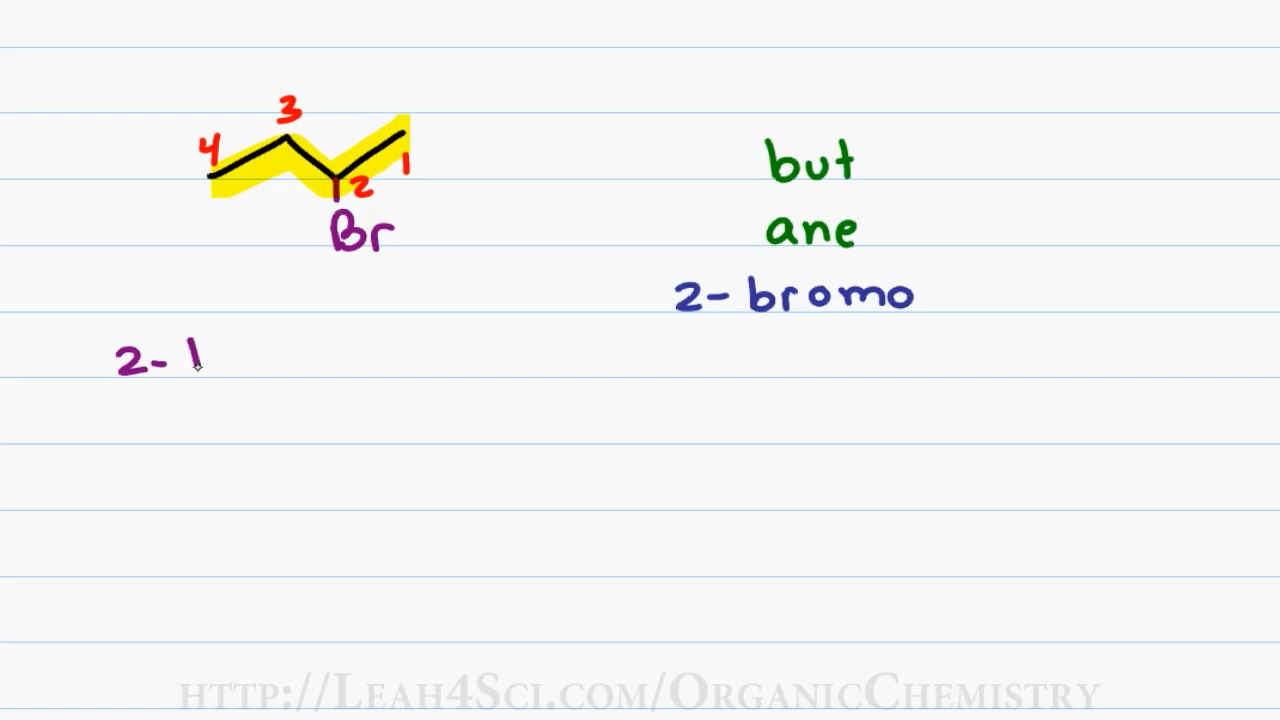 3
4
1
2
Br
but
ane
2- bromo
2-
http://Leah4Sci.com/OrganicChemistry